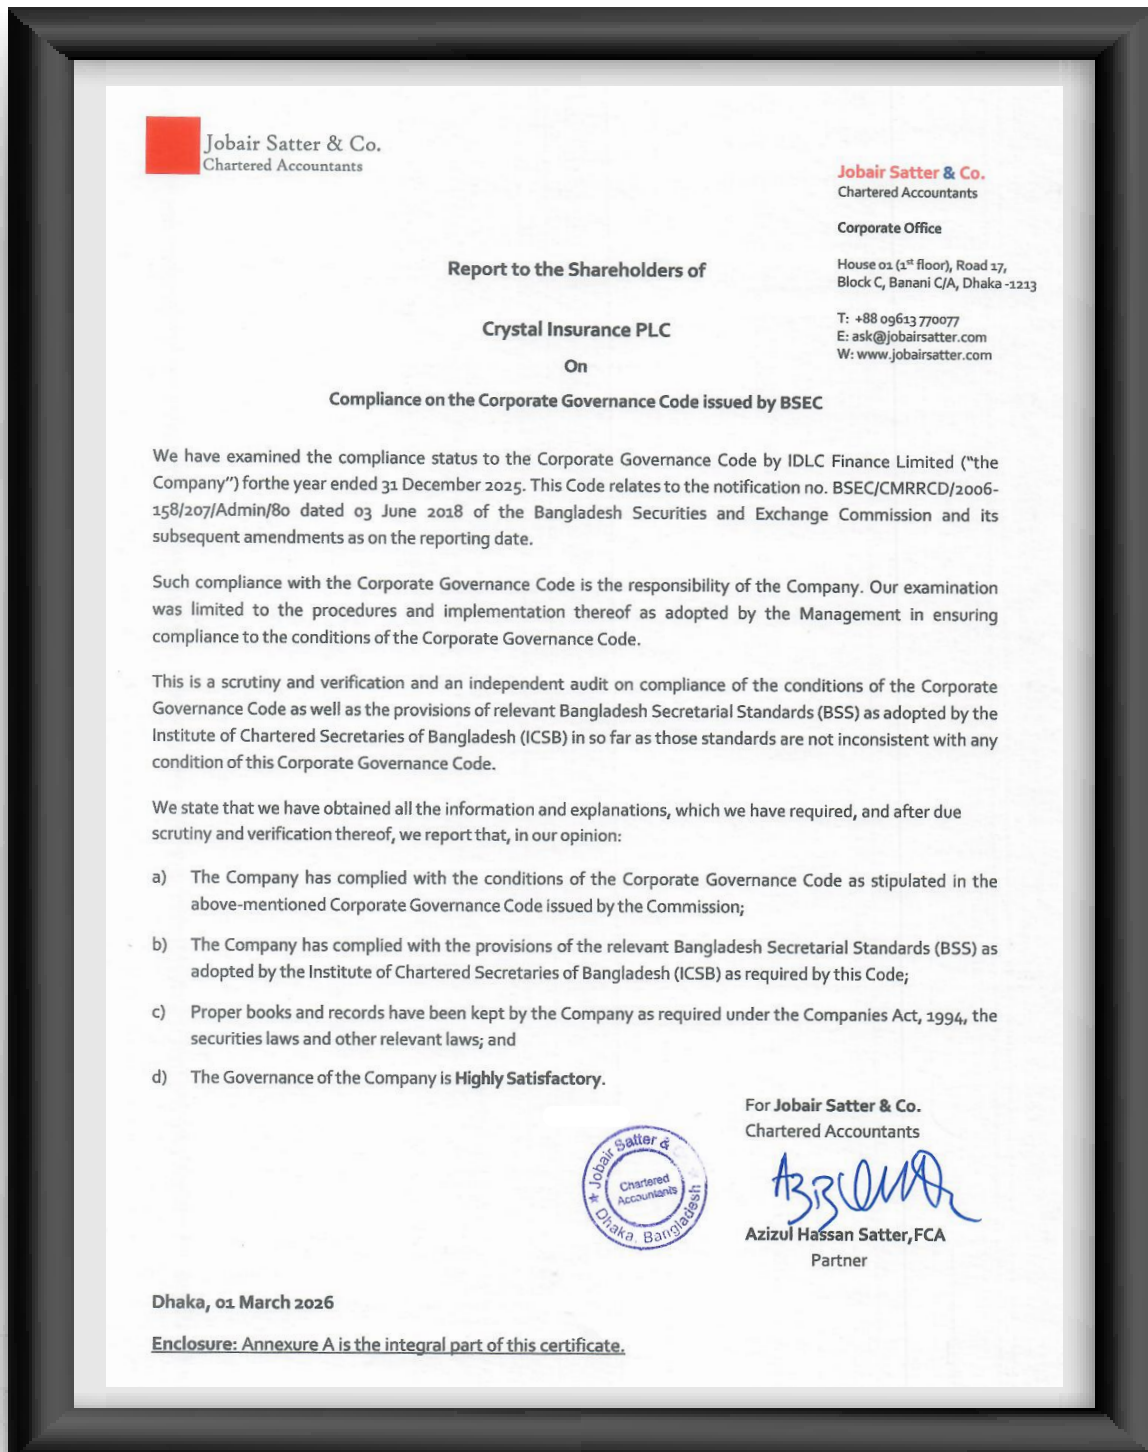 Jobair Satter & Co.
Chartered Accountants
Jobair Satter & Co.
Chartered Accountants
Corporate Office
House 01 (1st floor), Road 17,
Block C, Banani C/A, Dhaka -1213
T: +88 09613 770077
E: ask@jobairsatter.com
W: www.jobairsatter.com
Report to the Shareholders of
Crystal Insurance PLC
On
Compliance on the Corporate Governance Code issued by BSEC
We have examined the compliance status to the Corporate Governance Code by IDLC Finance Limited ("the
Company") forthe year ended 31 December 2025. This Code relates to the notification no. BSEC/CMRRCD/2006-
158/207/Admin/80 dated 03 June 2018 of the Bangladesh Securities and Exchange Commission and its
subsequent amendments as on the reporting date.
Such compliance with the Corporate Governance Code is the responsibility of the Company. Our examination
was limited to the procedures and implementation thereof as adopted by the Management in ensuring
compliance to the conditions of the Corporate Governance Code.
This is a scrutiny and verification and an independent audit on compliance of the conditions of the Corporate
Governance Code as well as the provisions of relevant Bangladesh Secretarial Standards (BSS) as adopted by the
Institute of Chartered Secretaries of Bangladesh (ICSB) in so far as those standards are not inconsistent with any
condition of this Corporate Governance Code.
We state that we have obtained all the information and explanations, which we have required, and after due
scrutiny and verification thereof, we report that, in our opinion:
a) The Company has complied with the conditions of the Corporate Governance Code as stipulated in the
above-mentioned Corporate Governance Code issued by the Commission;
b) The Company has complied with the provisions of the relevant Bangladesh Secretarial Standards (BSS) as
adopted by the Institute of Chartered Secretaries of Bangladesh (ICSB) as required by this Code;
c) Proper books and records have been kept by the Company as required under the Companies Act, 1994, the
securities laws and other relevant laws; and
d) The Governance of the Company is Highly Satisfactory.
For Jobair Satter & Co.
Chartered Accountants
Jobair Satter &
Chartered
Accountants
Dhaka, Bangladesh
Azizul Hassan Satter,FCA
Partner
Dhaka, 01 March 2026
Enclosure: Annexure A is the integral part of this certificate.